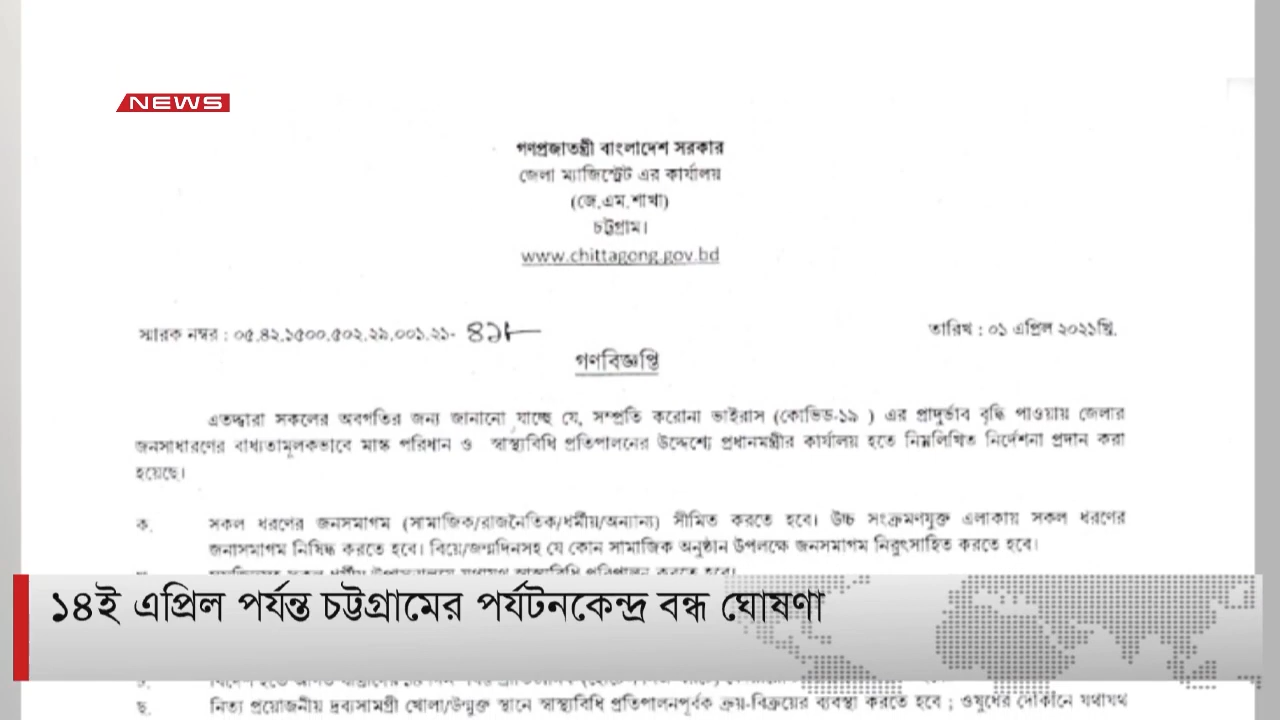 NEWS
গণপ্রজাতন্ত্রী বাংলাদেশ সরকার
জেলা ম্যাজিস্ট্রেট এর কার্যালয়
(জে.এম.শাখা)
চট্টগ্রাম।
www.chittagong.gov.bd
স্মারক নম্বর : ০৫.৪২.১৫০০.৫০২.২৯.০০১.২১- তারিখ : ০১ এপ্রিল ২০২১খ্রি.
গণবিজ্ঞপ্তি
এতদ্দ্বারা সকলের অবগতির জন্য জানানো যাচ্ছে যে, সম্প্রতি করোনা ভাইরাস (কোভিড-১৯ ) এর প্রাদুর্ভাব বৃদ্ধি পাওয়ায় জেলার
জনসাধারণের বাধ্যতামূলকভাবে মাস্ক পরিধান ও স্বাস্থ্যবিধি প্রতিপালনের উদ্দেশ্যে প্রধানমন্ত্রীর কার্যালয় হতে নিম্নলিখিত নির্দেশনা প্রদান করা
হয়েছে।
ক. সকল ধরণের জনসমাগম (সামাজিক/রাজনৈতিক/ধর্মীয়/অন্যান্য) সীমিত করতে হবে। উচ্চ সংক্রমণযুক্ত এলাকায় সকল ধরণের
জনাসমাগম নিষিদ্ধ করতে হবে। বিয়ে/জন্মদিনসহ যে কোন সামাজিক অনুষ্ঠান উপলক্ষে জনসমাগম নিরুৎসাহিত করতে হবে।
১৪ই এপ্রিল পর্যন্ত চট্টগ্রামের পর্যটনকেন্দ্র বন্ধ ঘোষণা
ছ. নিত্য প্রয়োজনীয় দ্রব্যসামগ্রী খোলা/উন্মুক্ত স্থানে স্বাস্থ্যবিধি প্রতিপালনপূর্বক ক্রয়-বিক্রয়ের ব্যবস্থা করতে হবে ; ওষুধের দোকানে যথাযথ